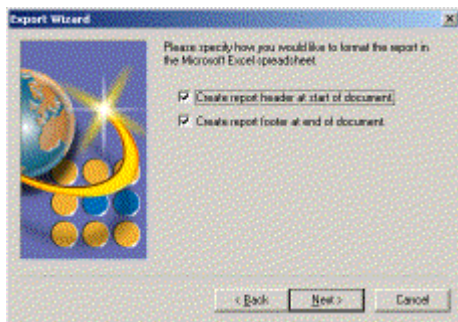 Export Wizard
Please specify how you would like to format the report in
the Microsoft Excel spreadsheet
Create report header at start of document
Create report footer at end of document
< Back
Next >
Cancel